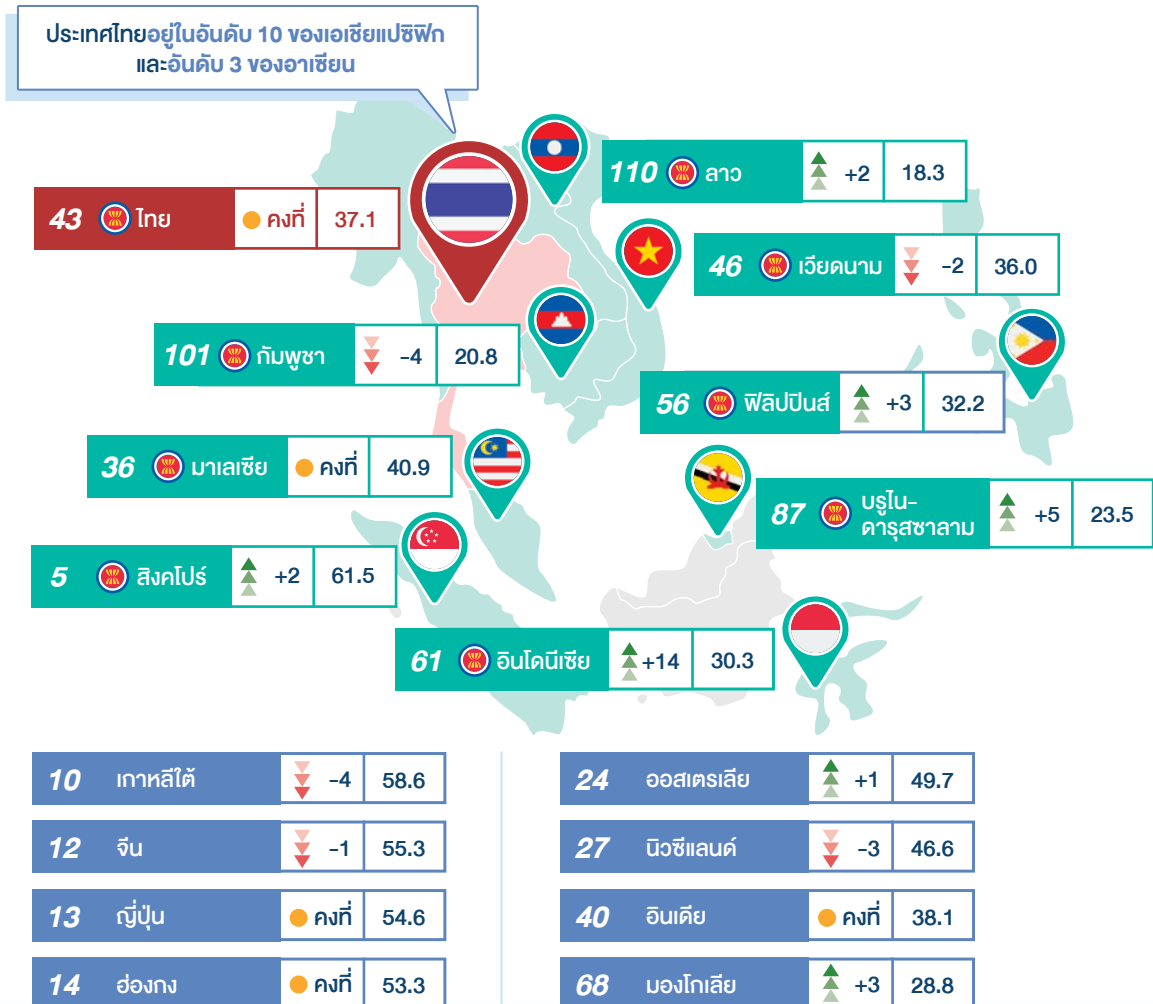 ประเทศไทยอยู่ในอันดับ 10 ของเอเชียแปซิฟิก
และอันดับ 3 ของอาเซียน
110 ลาว +2 18.3
43 ไทย คงที่ 37.1
46 เวียดนาม -2 36.0
101 กัมพูชา -4 20.8
56 ฟิลิปปินส์ +3 32.2
36 มาเลเซีย คงที่ 40.9
87 บรูไน-
ดารุสซาลาม +5 23.5
5 สิงคโปร์ +2 61.5
61 อินโดนีเซีย +14 30.3
10 เกาหลีใต้ -4 58.6
12 จีน -1 55.3
13 ญี่ปุ่น คงที่ 54.6
14 ฮ่องกง คงที่ 53.3
24 ออสเตรเลีย +1 49.7
27 นิวซีแลนด์ -3 46.6
40 อินเดีย คงที่ 38.1
68 มองโกเลีย +3 28.8